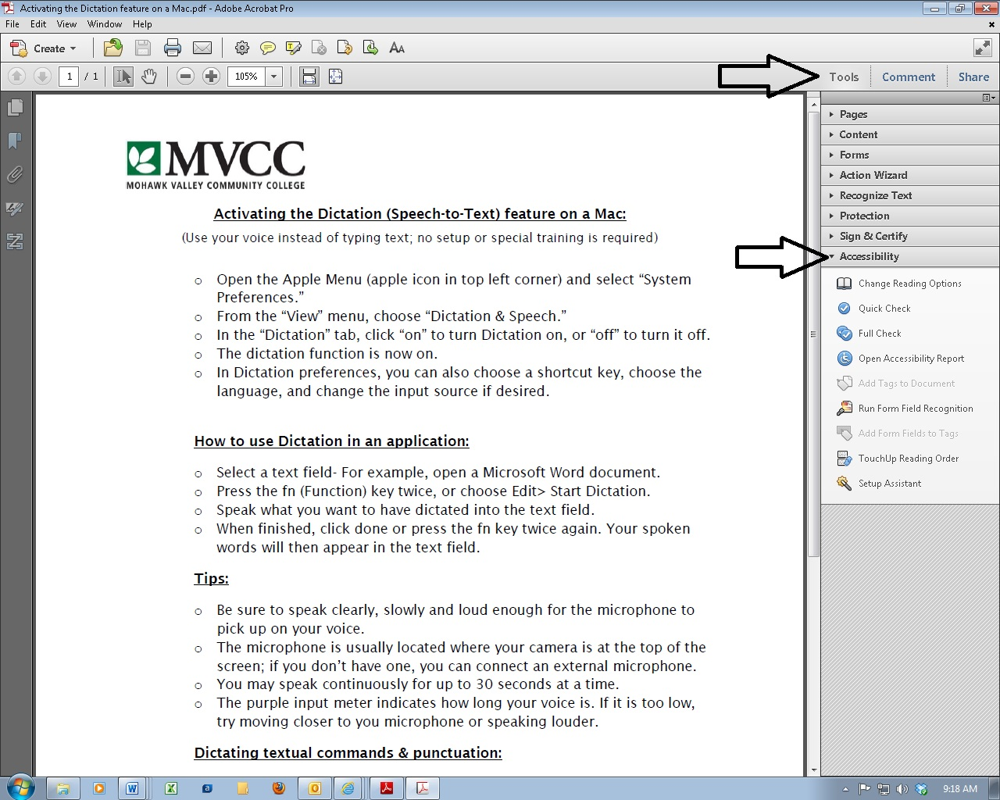 Activating the Dictation feature on a Mac.pdf - Adobe Acrobat Pro
File Edit View Window Help
Create
1 / 1
105%
Tools Comment Share
MVCC
MOHAWK VALLEY COMMUNITY COLLEGE
Activating the Dictation (Speech-to-Text) feature on a Mac:
(Use your voice instead of typing text; no setup or special training is required)
o Open the Apple Menu (apple icon in top left corner) and select “System
Preferences.”
o From the “View” menu, choose “Dictation & Speech.”
o In the “Dictation” tab, click “on” to turn Dictation on, or “off” to turn it off.
o The dictation function is now on.
o In Dictation preferences, you can also choose a shortcut key, choose the
language, and change the input source if desired.
How to use Dictation in an application:
o Select a text field- For example, open a Microsoft Word document.
o Press the fn (Function) key twice, or choose Edit> Start Dictation.
o Speak what you want to have dictated into the text field.
o When finished, click done or press the fn key twice again. Your spoken
words will then appear in the text field.
Tips:
o Be sure to speak clearly, slowly and loud enough for the microphone to
pick up on your voice.
o The microphone is usually located where your camera is at the top of the
screen; if you don’t have one, you can connect an external microphone.
o You may speak continuously for up to 30 seconds at a time.
o The purple input meter indicates how long your voice is. If it is too low,
try moving closer to you microphone or speaking louder.
Dictating textual commands & punctuation:
Pages
Content
Forms
Action Wizard
Recognize Text
Protection
Sign & Certify
Accessibility
Change Reading Options
Quick Check
Full Check
Open Accessibility Report
Add Tags to Document
Run Form Field Recognition
Add Form Fields to Tags
TouchUp Reading Order
Setup Assistant
9:18 AM